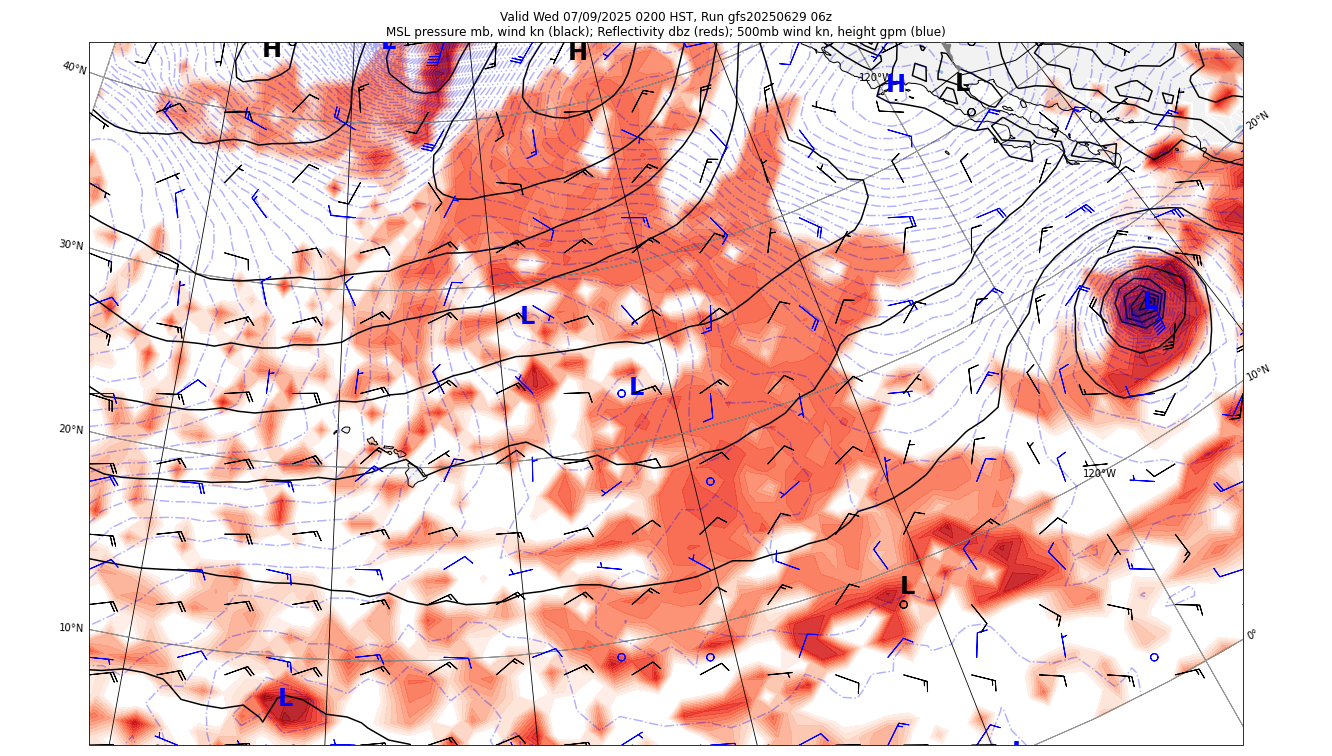 Valid Wed 07/09/2025 0200 HST, Run gfs20250629 06z
MSL pressure mb, wind kn (black); Reflectivity dbz (reds); 500mb wind kn, height gpm (blue)
H
L
H
40°N
120°W
H
L
20°N
30°N
L
L
L
10°N
20°N
120°W
L
10°N
0°
L